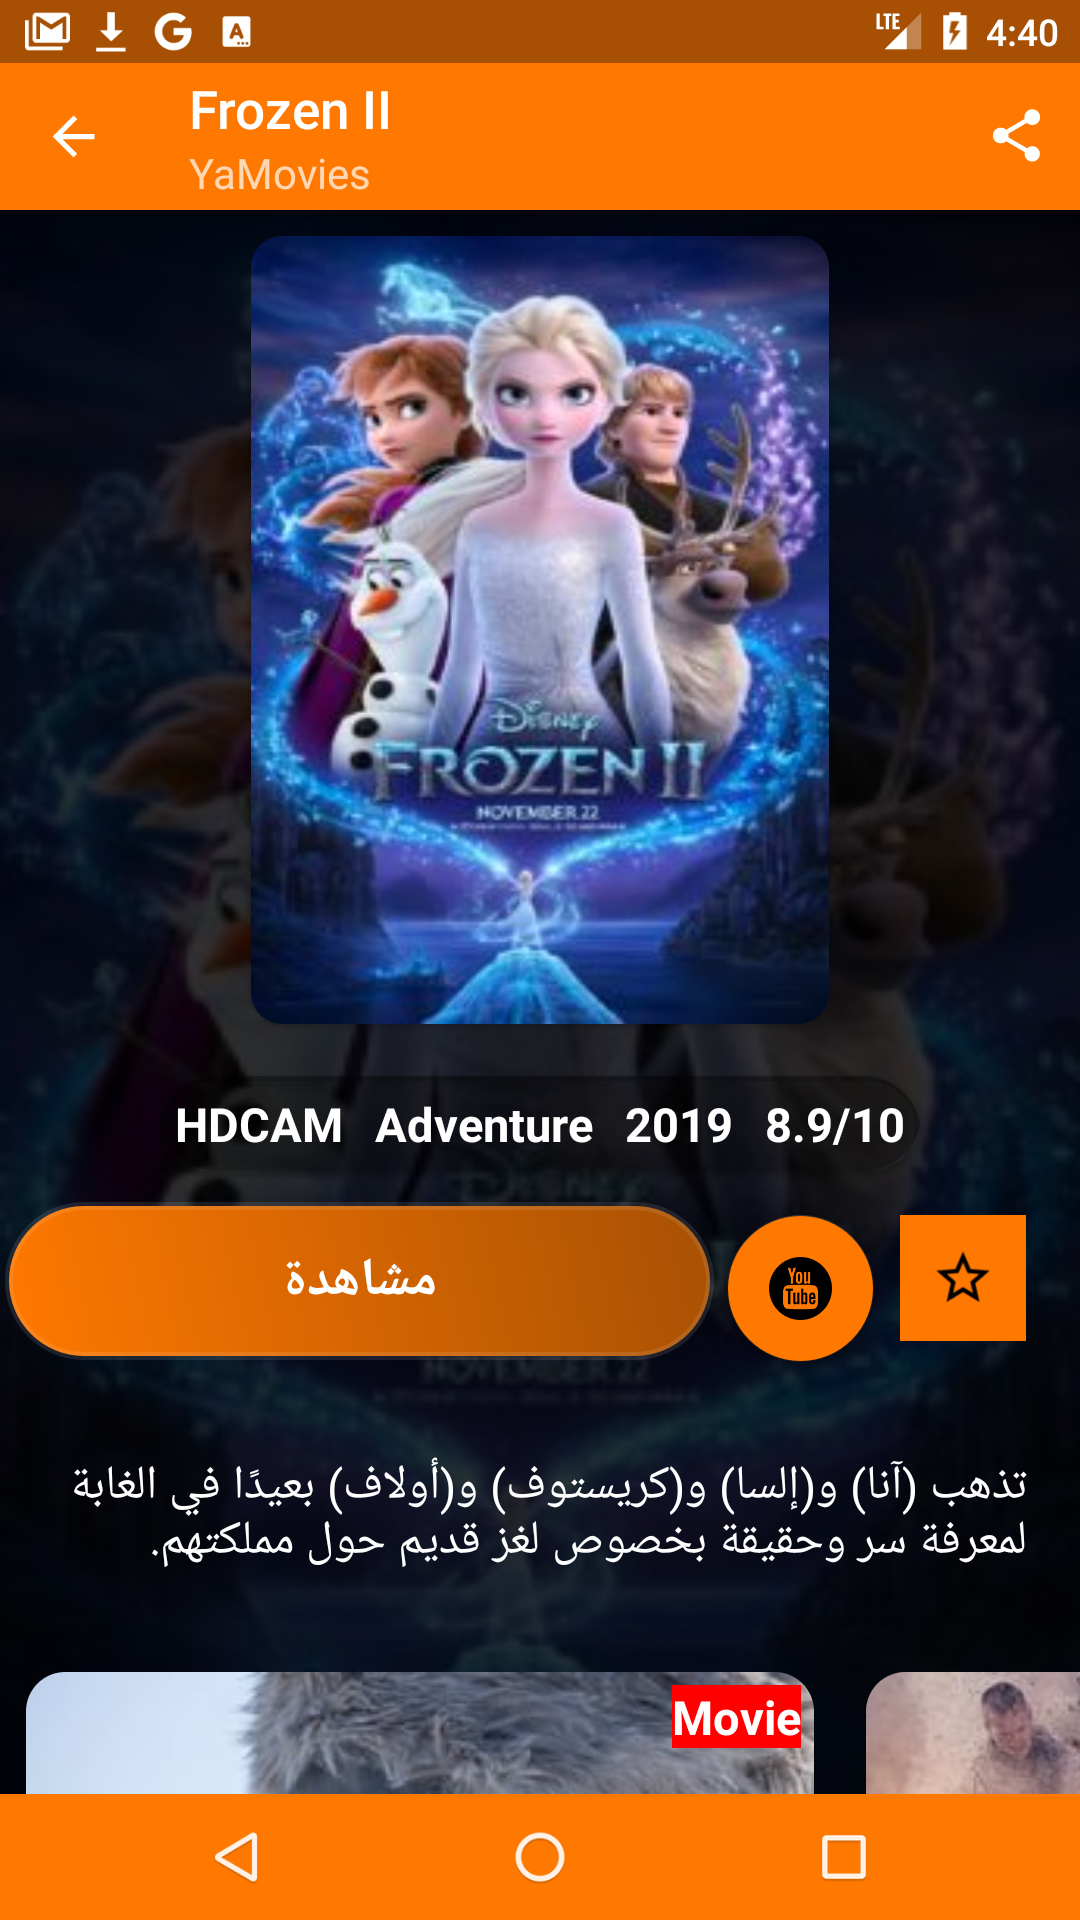 LTE 4:40
Frozen II
YaMovies
Disney
FROZEN II
NOVEMBER 22
HDCAM Adventure 2019 8.9/10
مشاهدة
You
Tube
تذهب (آنا) و(إلسا) و(كريستوف) و(أولاف) بعيدًا في الغابة
لمعرفة سر وحقيقة بخصوص لغز قديم حول مملكتهم.
Movie